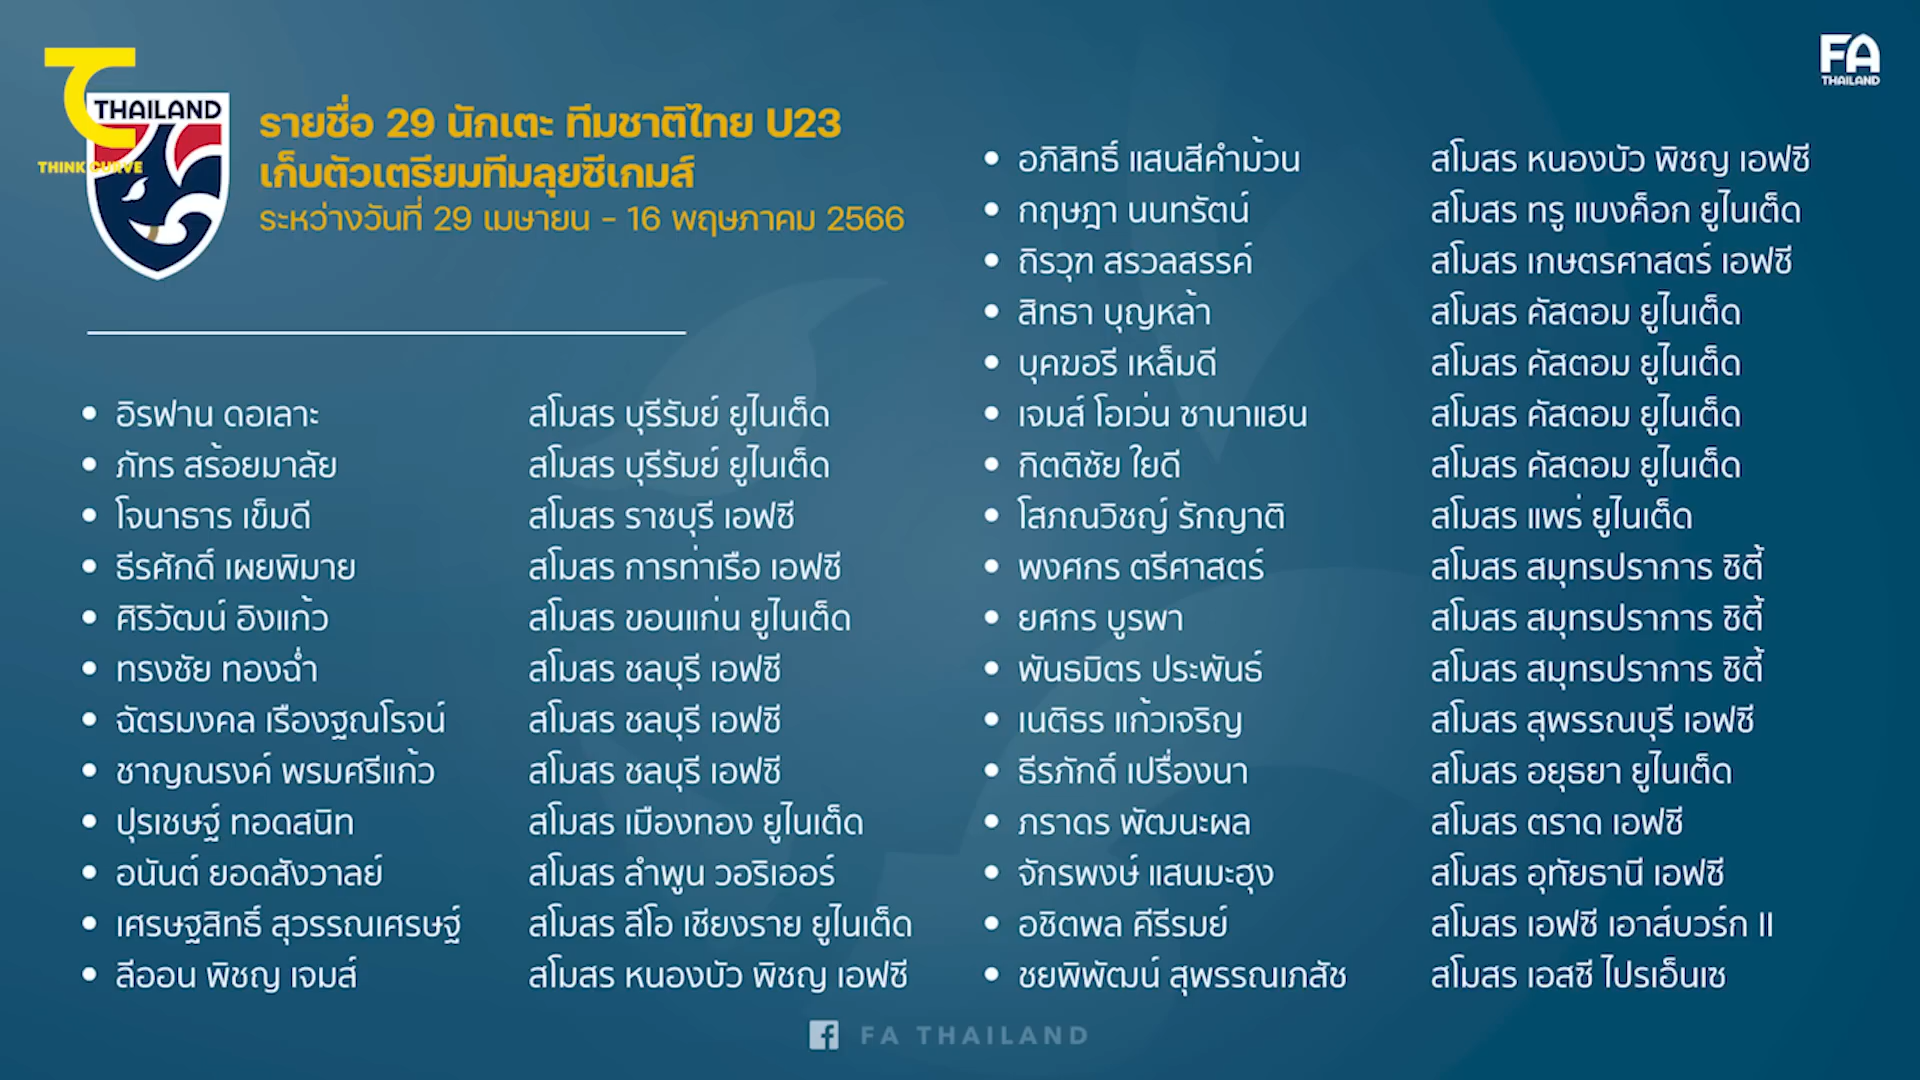 THINK CURVE
THAILAND
FA
THAILAND
รายชื่อ 29 นักเตะ ทีมชาติไทย U23
เก็บตัวเตรียมทีมลุยซีเกมส์
ระหว่างวันที่ 29 เมษายน - 16 พฤษภาคม 2566
อิรฟาน ดอเลาะ สโมสร บุรีรัมย์ ยูไนเต็ด
ภัทร สร้อยมาลัย สโมสร บุรีรัมย์ ยูไนเต็ด
โจนาธาร เข็มดี สโมสร ราชบุรี เอฟซี
ธีรศักดิ์ เผยพิมาย สโมสร การท่าเรือ เอฟซี
ศิริวัฒน์ อิงแก้ว สโมสร ขอนแก่น ยูไนเต็ด
ทรงชัย ทองฉ่ำ สโมสร ชลบุรี เอฟซี
ฉัตรมงคล เรืองฐณโรจน์ สโมสร ชลบุรี เอฟซี
ชาญณรงค์ พรมศรีแก้ว สโมสร ชลบุรี เอฟซี
ปุรเชษฐ์ ทอดสนิท สโมสร เมืองทอง ยูไนเต็ด
อนันต์ ยอดสังวาลย์ สโมสร ลำพูน วอริเออร์
เศรษฐสิทธิ์ สุวรรณเศรษฐ์ สโมสร ลีโอ เชียงราย ยูไนเต็ด
ลีออน พิชญ เจมส์ สโมสร หนองบัว พิชญ เอฟซี
อภิสิทธิ์ แสนสีคำม้วน สโมสร หนองบัว พิชญ เอฟซี
กฤษฎา นนทรัตน์ สโมสร ทรู แบงค็อก ยูไนเต็ด
ถิรวุฑ สรวลสรรค์ สโมสร เกษตรศาสตร์ เอฟซี
สิทธา บุญหล้า สโมสร คัสตอม ยูไนเต็ด
บุคฆอรี เหล็มดี สโมสร คัสตอม ยูไนเต็ด
เจมส์ โอเว่น ซานาแฮน สโมสร คัสตอม ยูไนเต็ด
กิตติชัย ใยดี สโมสร คัสตอม ยูไนเต็ด
โสภณวิชญ์ รักญาติ สโมสร แพร่ ยูไนเต็ด
พงศกร ตรีศาสตร์ สโมสร สมุทรปราการ ซิตี้
ยศกร บูรพา สโมสร สมุทรปราการ ซิตี้
พันธมิตร ประพันธ์ สโมสร สมุทรปราการ ซิตี้
เนติธร แก้วเจริญ สโมสร สุพรรณบุรี เอฟซี
ธีรภักดิ์ เปรื่องนา สโมสร อยุธยา ยูไนเต็ด
ภราดร พัฒนะผล สโมสร ตราด เอฟซี
จักรพงษ์ แสนมะฮุง สโมสร อุทัยธานี เอฟซี
อชิตพล คีรีรมย์ สโมสร เอฟซี เอาส์บวร์ก II
ชยพิพัฒน์ สุพรรณเภสัช สโมสร เอสซี ไปรเอ็นเซ
FA THAILAND